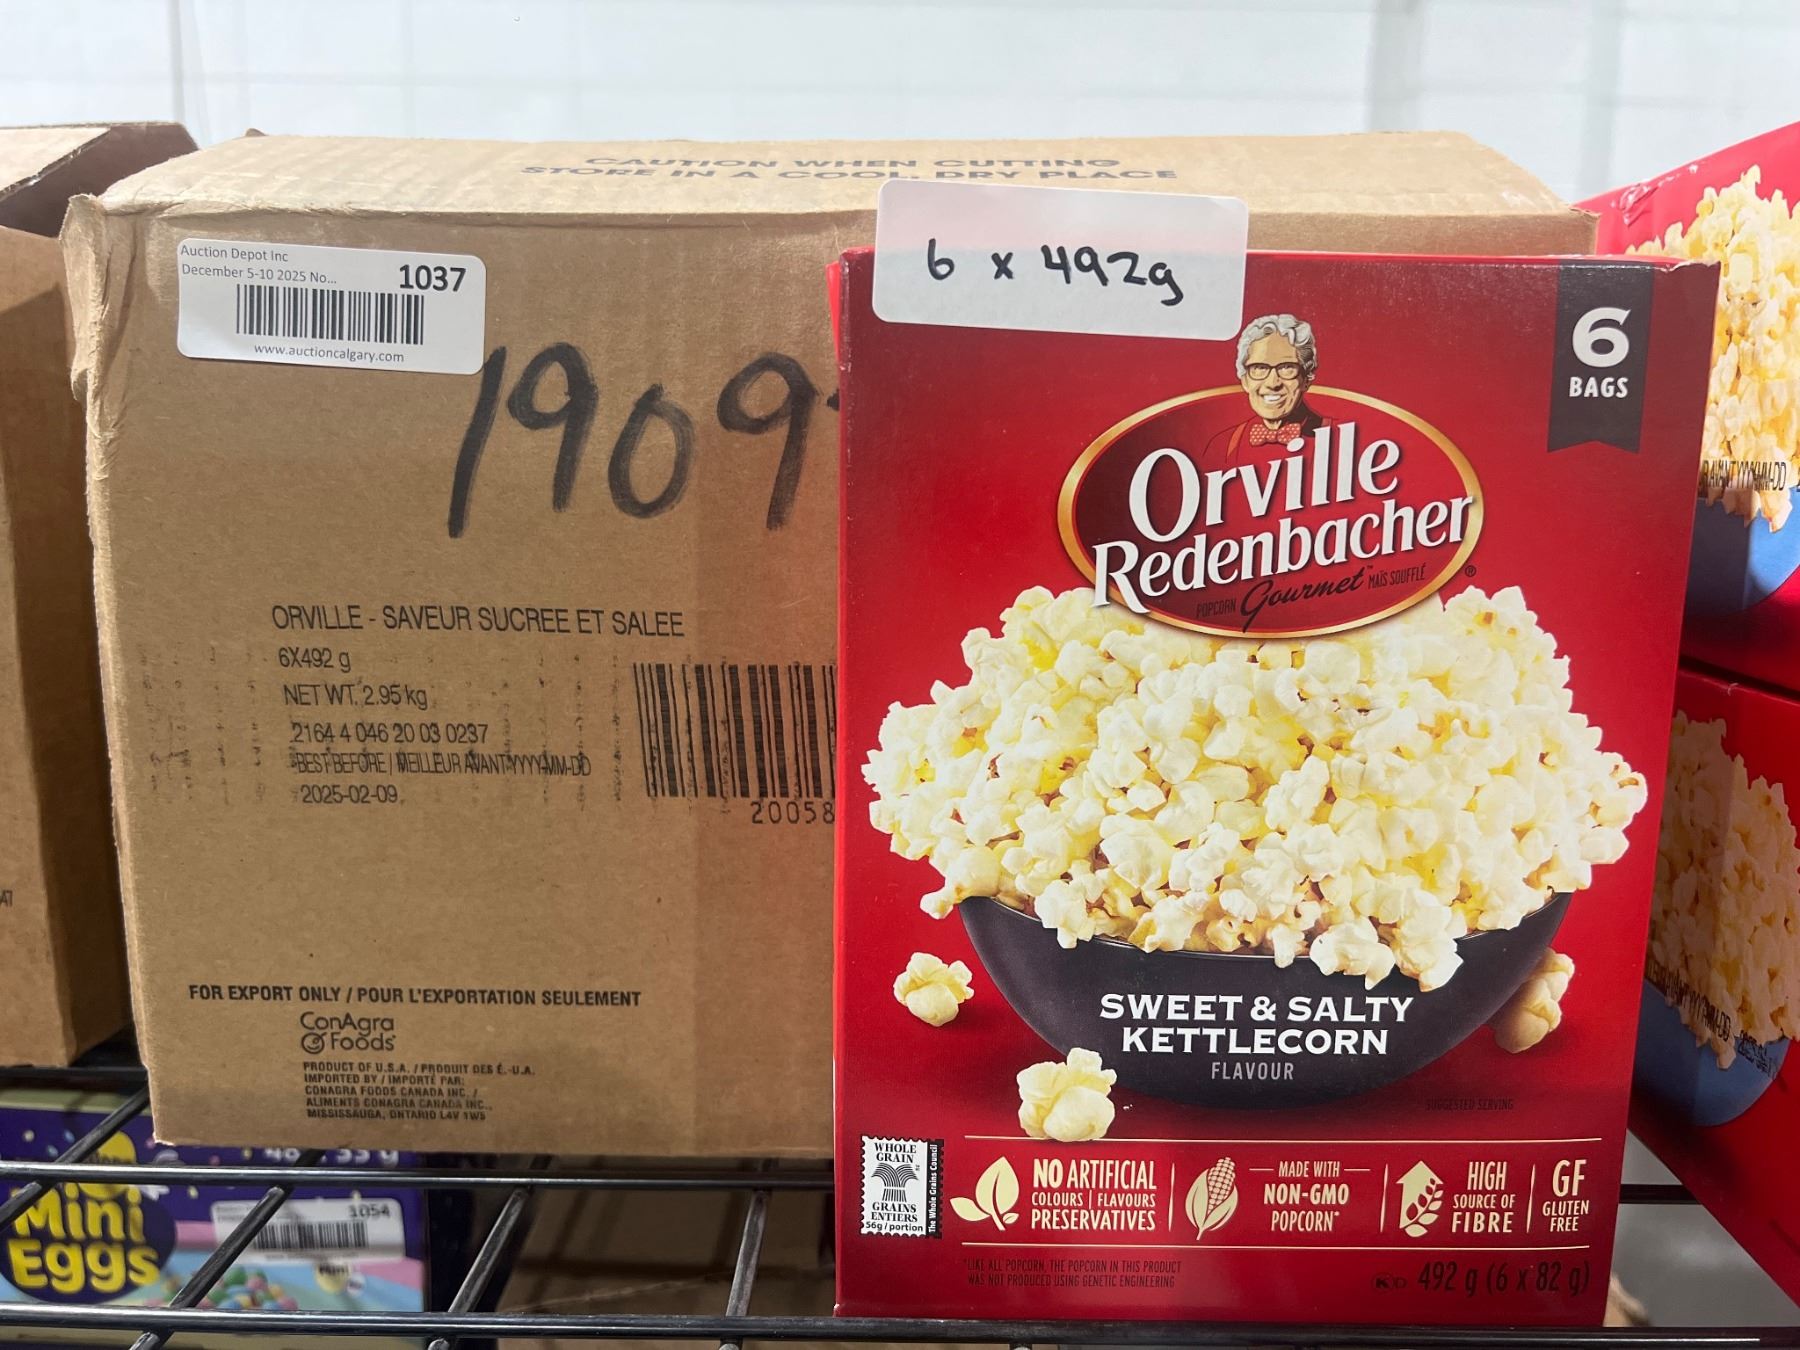 CAUTION WHEN CUTTING
STORE IN A COOL, DRY PLACE
Auction Depot Inc
December 5-10 2025 No...
1037
www.auctioncalgary.com
1909
ORVILLE - SAVEUR SUCREE ET SALEE
6X492 g
NET WT. 2.95 kg
2164 4 046 20 03 0237
BEST BEFORE / MEILLEUR AVANT YYYY-MM-DD
2025-02-09
20058
FOR EXPORT ONLY / POUR L'EXPORTATION SEULEMENT
ConAgra
Foods
PRODUCT OF U.S.A. / PRODUIT DES É.-U.A.
IMPORTED BY / IMPORTÉ PAR:
CONAGRA FOODS CANADA INC. /
ALIMENTS CONAGRA CANADA INC.,
MISSISSAUGA, ONTARIO L4V 1W5
6 x 492g
6
BAGS
Orville
Redenbacher
POPCORN Gourmet™ MAÏS SOUFFLÉ
®
SWEET & SALTY
KETTLECORN
FLAVOUR
SUGGESTED SERVING
WHOLE
GRAIN
GRAINS
ENTIERS
56g / portion
The Whole Grains Council
NO ARTIFICIAL
COLOURS | FLAVOURS
PRESERVATIVES
MADE WITH
NON-GMO
POPCORN*
HIGH
SOURCE OF
FIBRE
GF
GLUTEN
FREE
*LIKE ALL POPCORN, THE POPCORN IN THIS PRODUCT
WAS NOT PRODUCED USING GENETIC ENGINEERING
492 g (6 x 82 g)
Mini
Eggs
1054